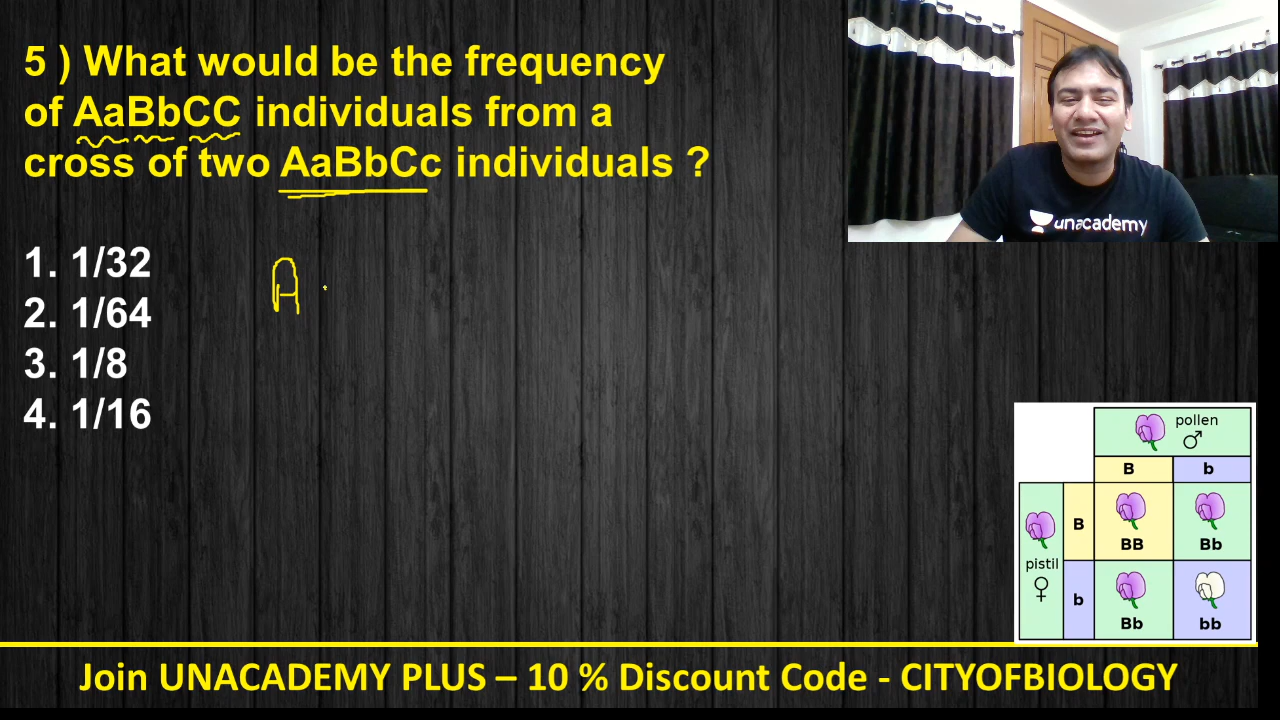 5 ) What would be the frequency
of AaBbCC individuals from a
cross of two AaBbCc individuals ?
1. 1/32
2. 1/64
3. 1/8
4. 1/16
A
unacademy
pollen
♂
B b
B
BB Bb
pistil
♀
b
Bb bb
Join UNACADEMY PLUS – 10 % Discount Code - CITYOFBIOLOGY